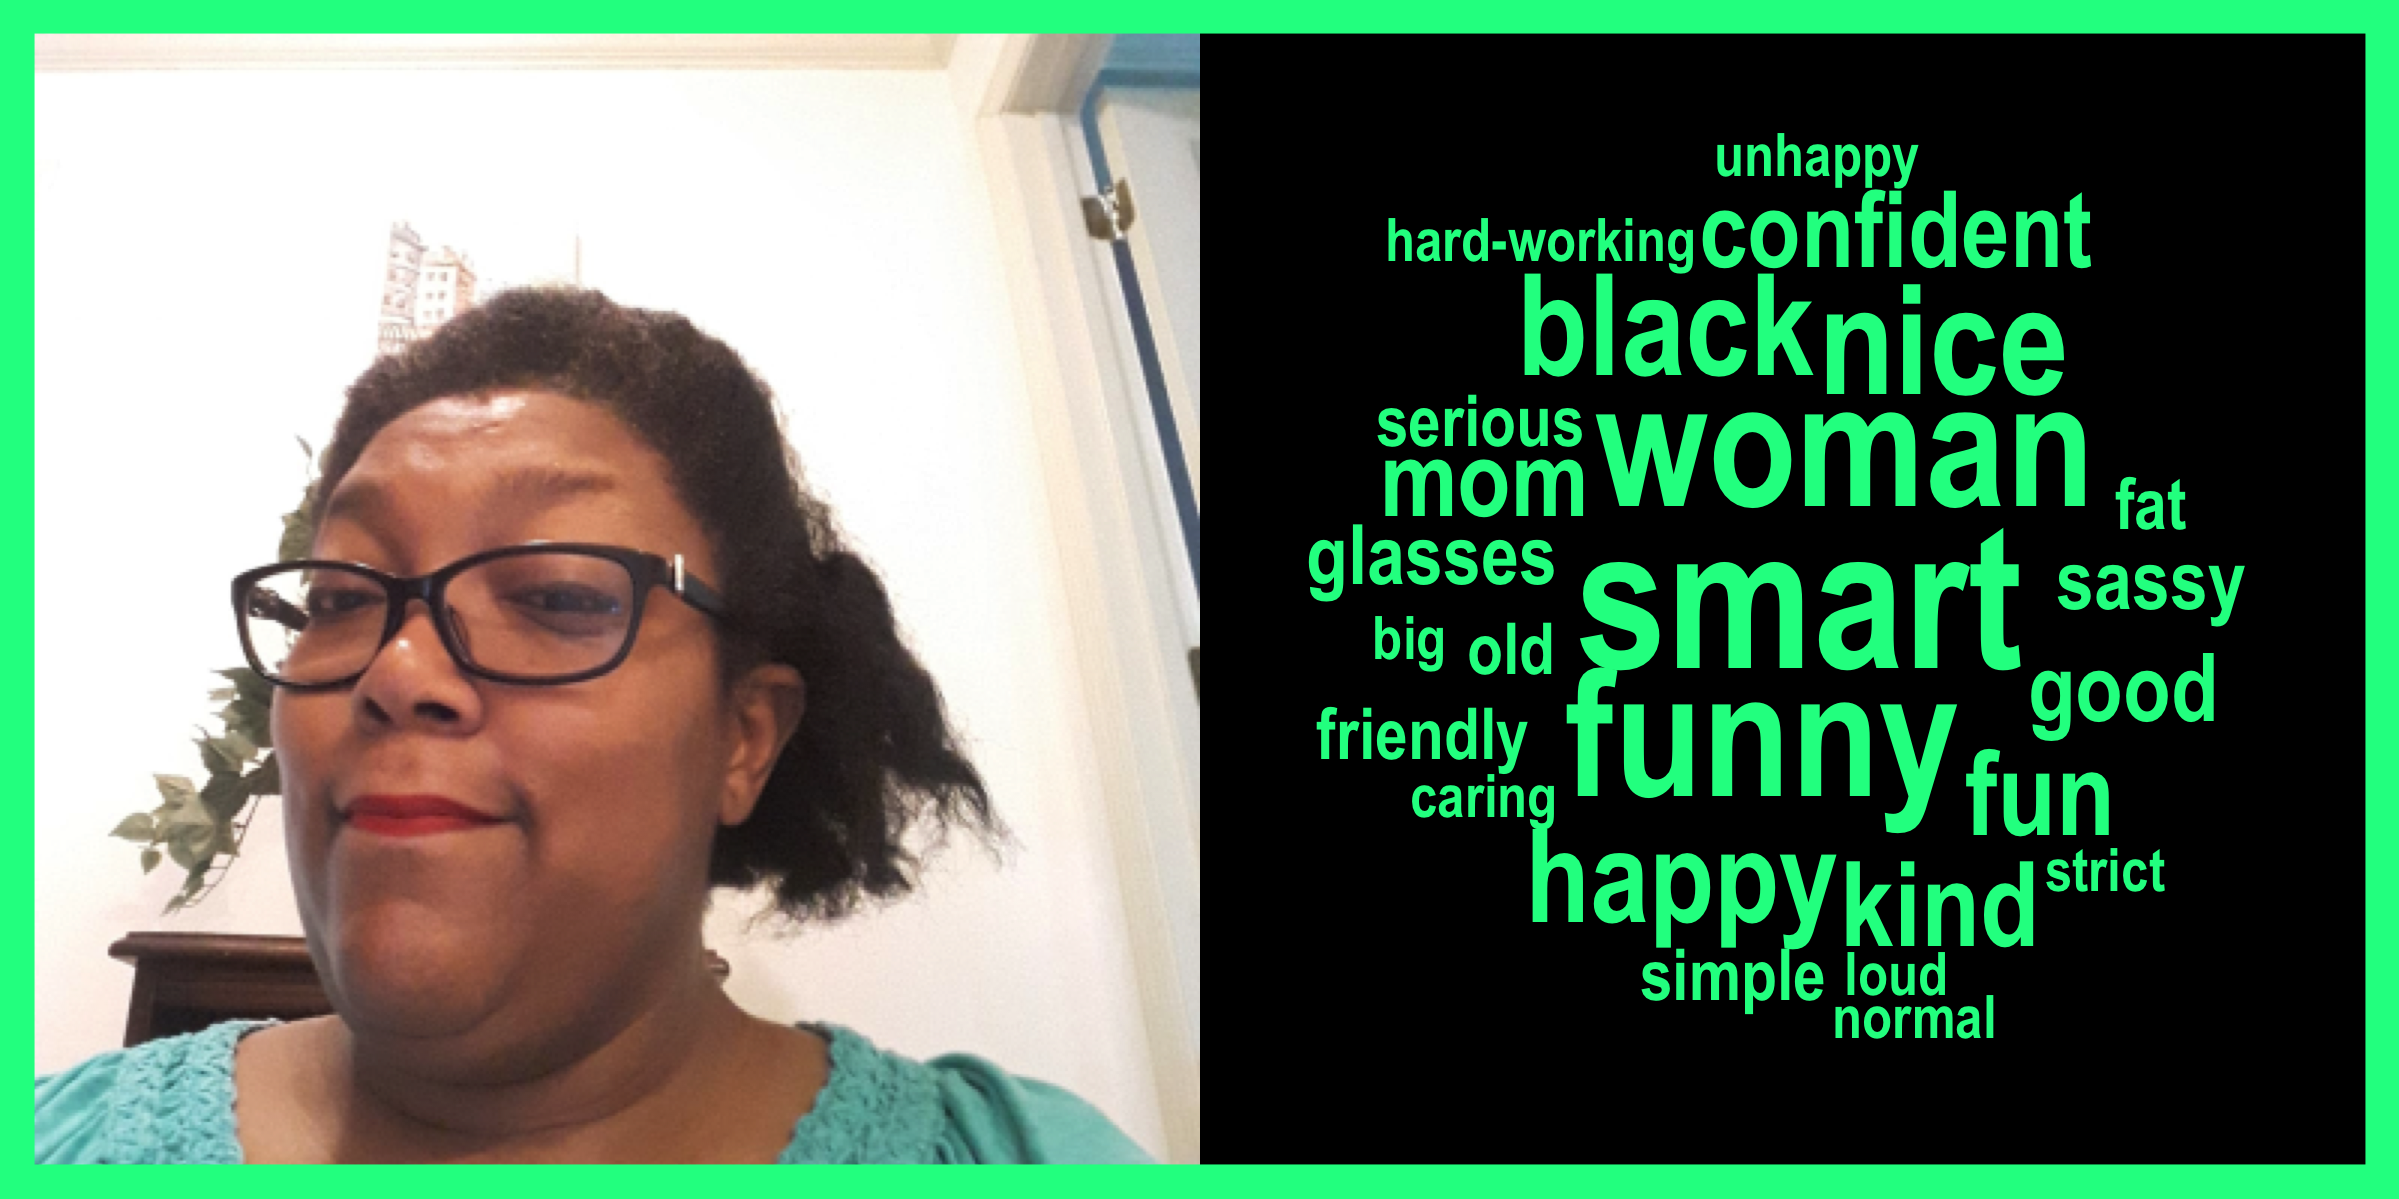 unhappy
hard-working confident
black nice
serious woman
mom
fat
glasses smart sassy
big old
good
friendly funny
caring fun
happy kind strict
simple loud
normal